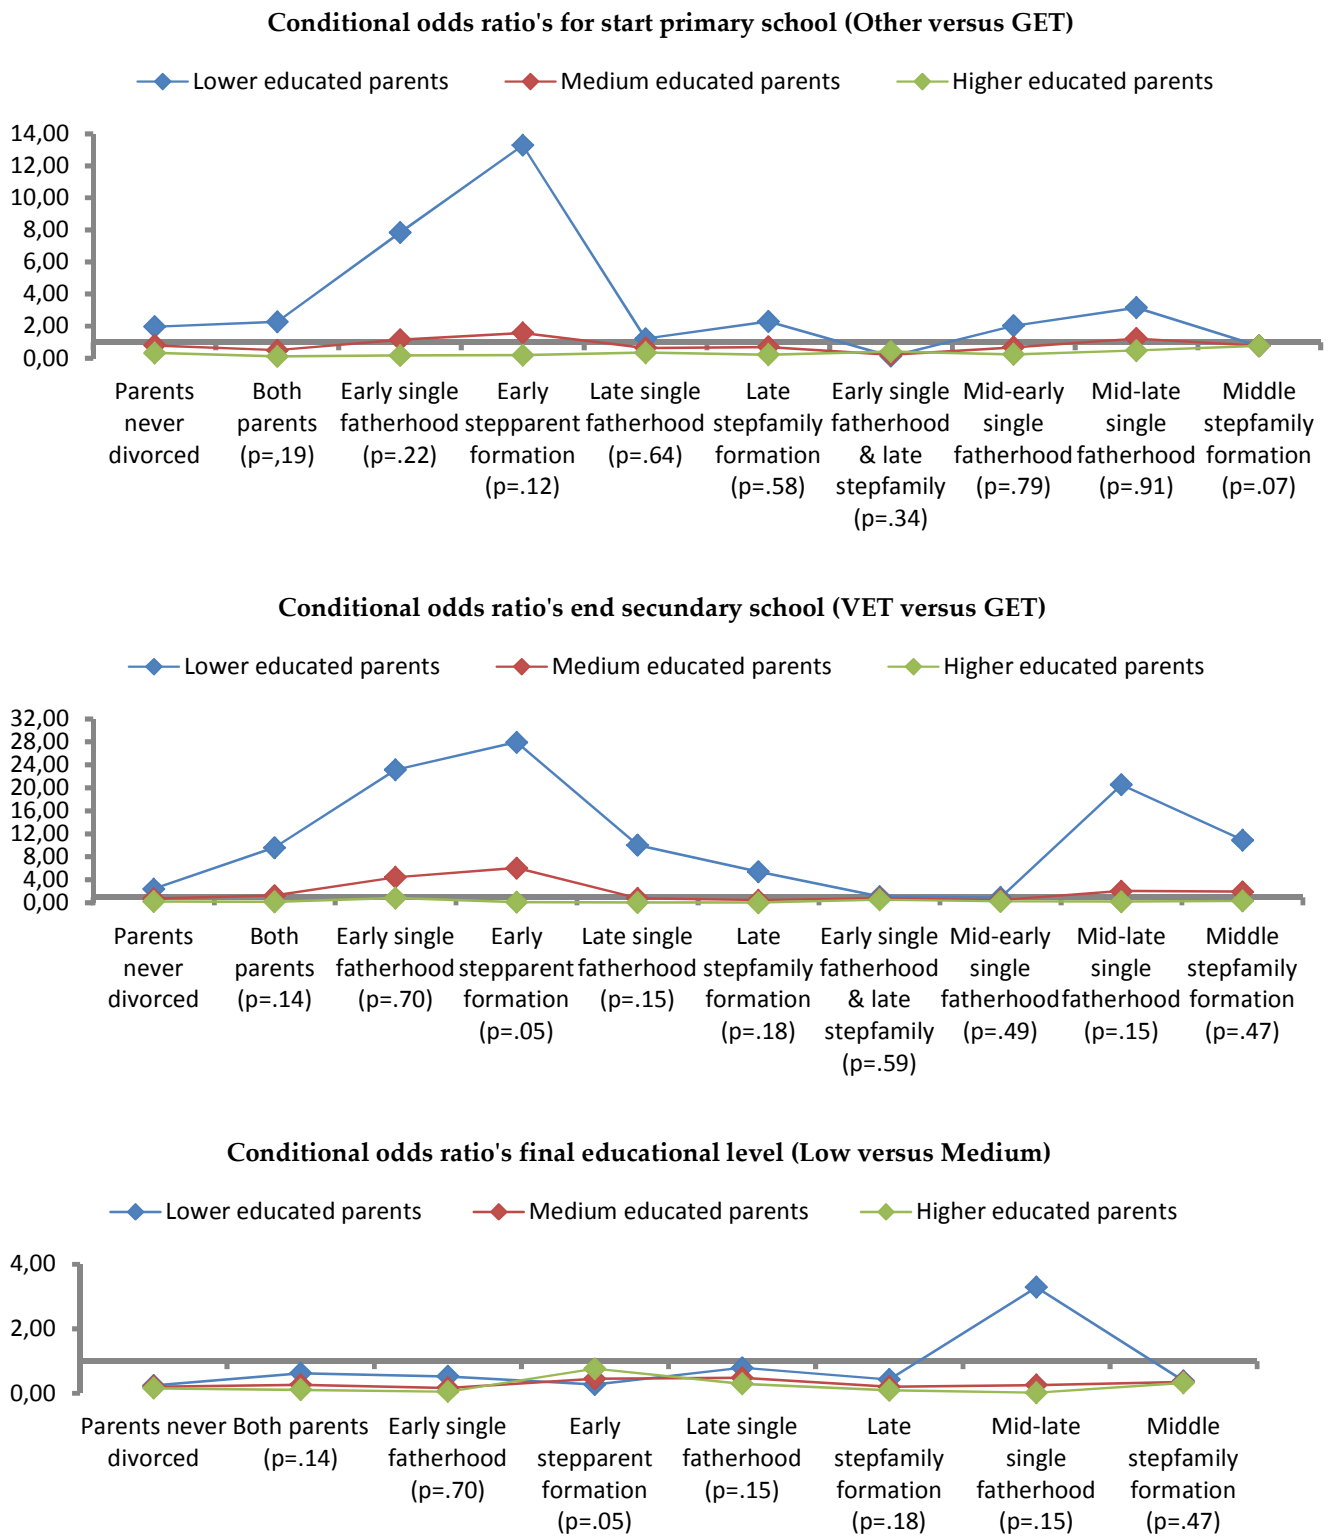 Conditional odds ratio's for start primary school (Other versus GET)
Lower educated parents Medium educated parents Higher educated parents
14,00
12,00
10,00
8,00
6,00
4,00
2,00
0,00
Parents never divorced
Both parents (p=,19)
Early single fatherhood (p=.22)
Early stepparent formation (p=.12)
Late single fatherhood (p=.64)
Late stepfamily formation (p=.58)
Early single fatherhood & late stepfamily (p=.34)
Mid-early single fatherhood (p=.79)
Mid-late single fatherhood (p=.91)
Middle stepfamily formation (p=.07)
Conditional odds ratio's end secundary school (VET versus GET)
Lower educated parents Medium educated parents Higher educated parents
32,00
28,00
24,00
20,00
16,00
12,00
8,00
4,00
0,00
Parents never divorced
Both parents (p=.14)
Early single fatherhood (p=.70)
Early stepparent formation (p=.05)
Late single fatherhood (p=.15)
Late stepfamily formation (p=.18)
Early single fatherhood & late stepfamily (p=.59)
Mid-early single fatherhood (p=.49)
Mid-late single fatherhood (p=.15)
Middle stepfamily formation (p=.47)
Conditional odds ratio's final educational level (Low versus Medium)
Lower educated parents Medium educated parents Higher educated parents
4,00
2,00
0,00
Parents never divorced
Both parents (p=.14)
Early single fatherhood (p=.70)
Early stepparent formation (p=.05)
Late single fatherhood (p=.15)
Late stepfamily formation (p=.18)
Mid-late single fatherhood (p=.15)
Middle stepfamily formation (p=.47)